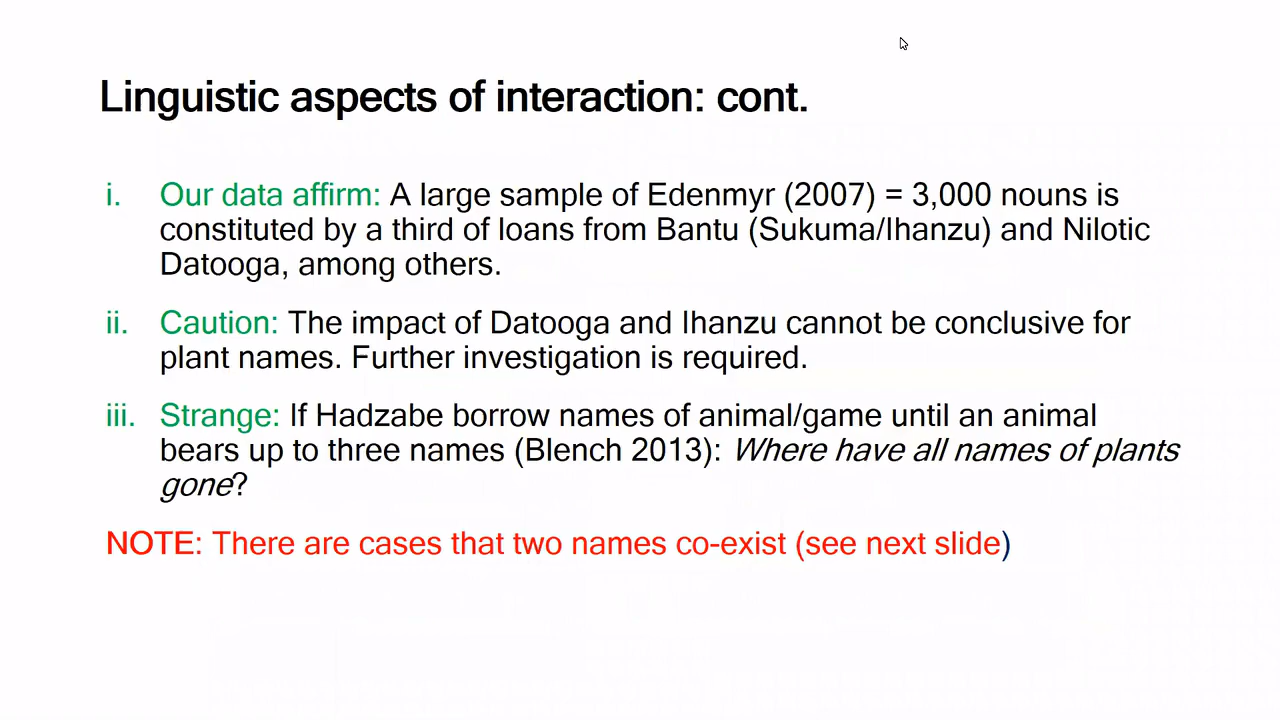 Linguistic aspects of interaction: cont.
i. Our data affirm: A large sample of Edenmyr (2007) = 3,000 nouns is
constituted by a third of loans from Bantu (Sukuma/Ihanzu) and Nilotic
Datooga, among others.
ii. Caution: The impact of Datooga and Ihanzu cannot be conclusive for
plant names. Further investigation is required.
iii. Strange: If Hadzabe borrow names of animal/game until an animal
bears up to three names (Blench 2013): Where have all names of plants
gone?
NOTE: There are cases that two names co-exist (see next slide)